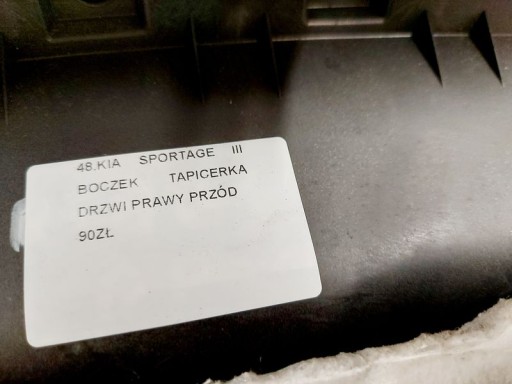 48.KIA SPORTAGE III
BOCZEK TAPICERKA
DRZWI PRAWY PRZÓD
90ZŁ